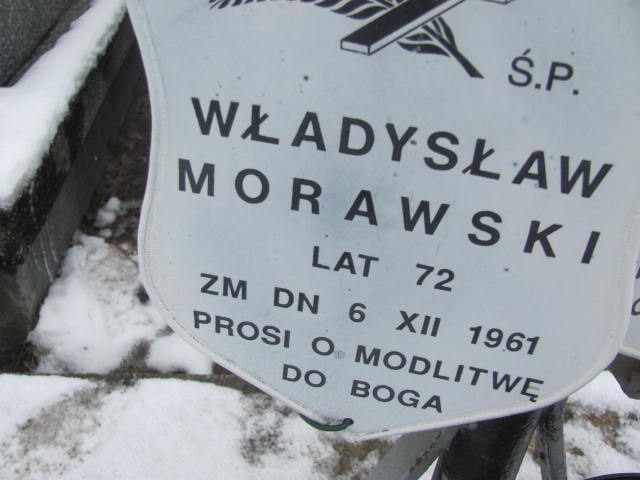 Ś.P.
WŁADYSŁAW
MORAWSKI
LAT 72
ZM DN 6 XII 1961
PROSI O MODLITWĘ
DO BOGA